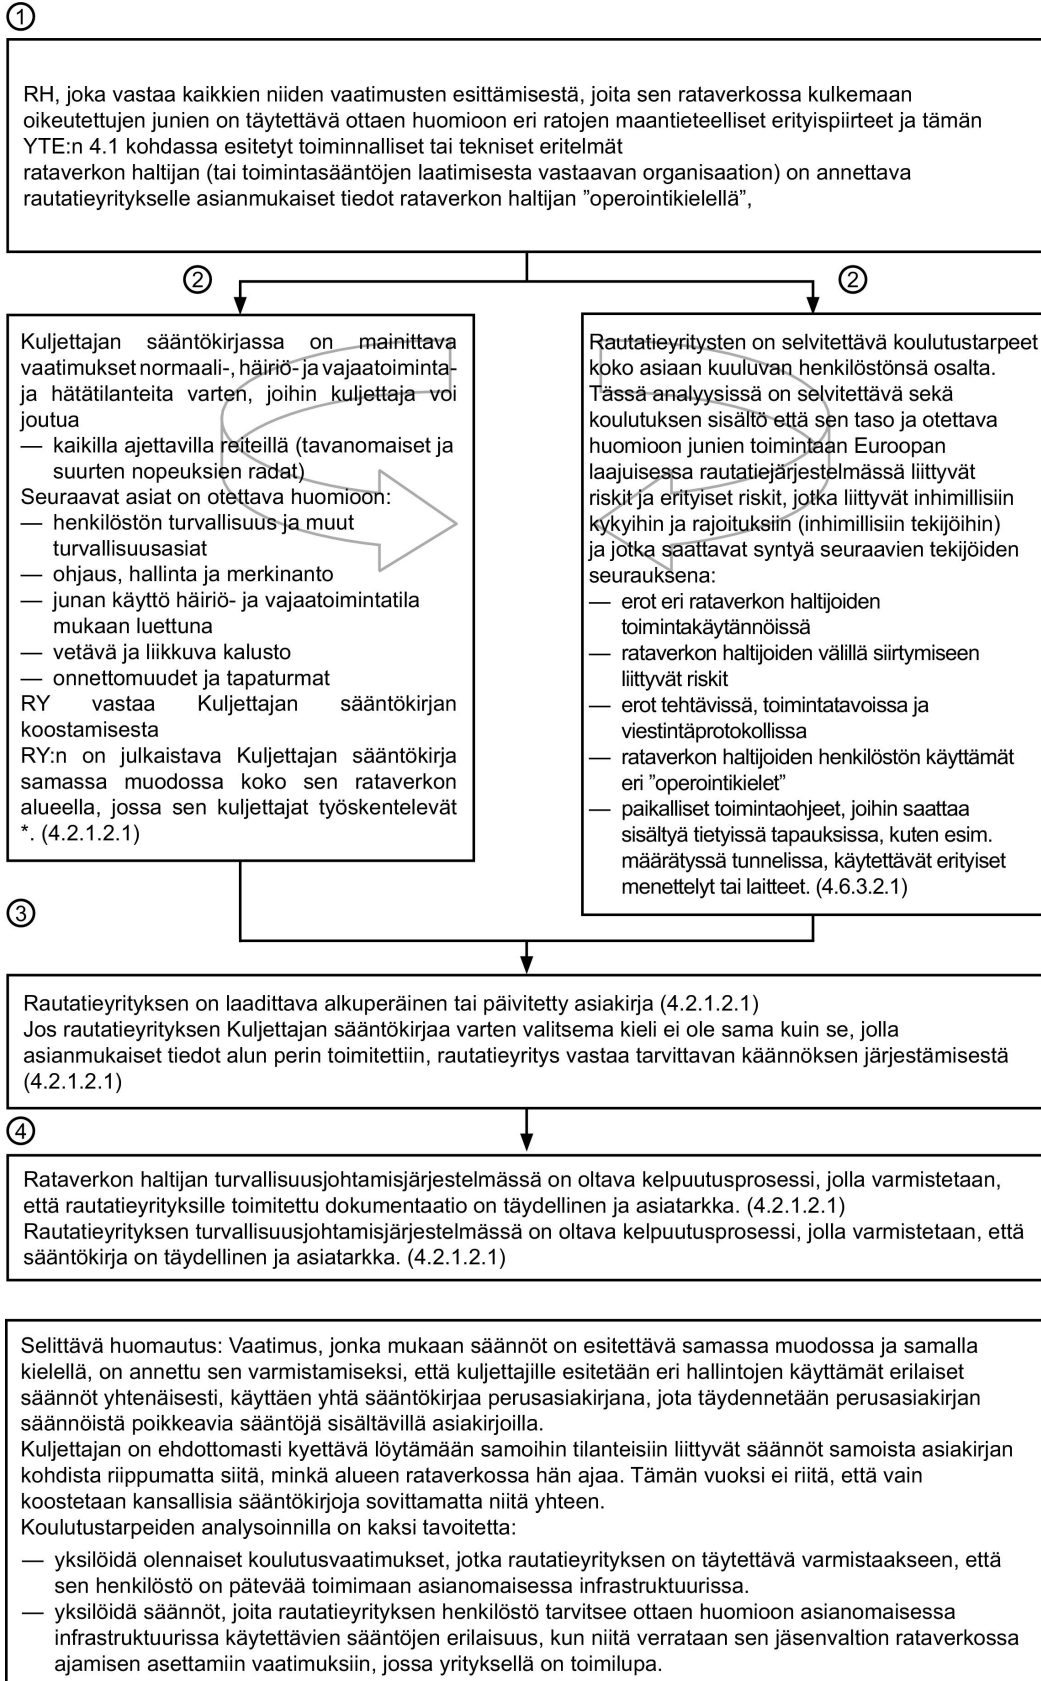 ①
RH, joka vastaa kaikkien niiden vaatimusten esittämisestä, joita sen rataverkossa kulkemaan
oikeutettujen junien on täytettävä ottaen huomioon eri ratojen maantieteelliset erityispiirteet ja tämän
YTE:n 4.1 kohdassa esitetyt toiminnalliset tai tekniset eritelmät
rataverkon haltijan (tai toimintasääntöjen laatimisesta vastaavan organisaation) on annettava
rautatieyritykselle asianmukaiset tiedot rataverkon haltijan ”operointikielellä”,
②
Kuljettajan sääntökirjassa on mainittava
vaatimukset normaali-, häiriö- ja vajaatoiminta-
ja hätätilanteita varten, joihin kuljettaja voi
joutua
— kaikilla ajettavilla reiteillä (tavanomaiset ja
suurten nopeuksien radat)
Seuraavat asiat on otettava huomioon:
— henkilöstön turvallisuus ja muut
turvallisuusasiat
— ohjaus, hallinta ja merkinanto
— junan käyttö häiriö- ja vajaatoimintatila
mukaan luettuna
— vetävä ja liikkuva kalusto
— onnettomuudet ja tapaturmat
RY vastaa Kuljettajan sääntökirjan
koostamisesta
RY:n on julkaistava Kuljettajan sääntökirja
samassa muodossa koko sen rataverkon
alueella, jossa sen kuljettajat työskentelevät
*. (4.2.1.2.1)
②
Rautatieyritysten on selvitettävä koulutustarpeet
koko asiaan kuuluvan henkilöstönsä osalta.
Tässä analyysissä on selvitettävä sekä
koulutuksen sisältö että sen taso ja otettava
huomioon junien toimintaan Euroopan
laajuisessa rautatiejärjestelmässä liittyvät
riskit ja erityiset riskit, jotka liittyvät inhimillisiin
kykyihin ja rajoituksiin (inhimillisiin tekijöihin)
ja jotka saattavat syntyä seuraavien tekijöiden
seurauksena:
— erot eri rataverkon haltijoiden
toimintakäytännöissä
— rataverkon haltijoiden välillä siirtymiseen
liittyvät riskit
— erot tehtävissä, toimintatavoissa ja
viestintäprotokollissa
— rataverkon haltijoiden henkilöstön käyttämät
eri ”operointikielet”
— paikalliset toimintaohjeet, joihin saattaa
sisältyä tietyissä tapauksissa, kuten esim.
määrätyssä tunnelissa, käytettävät erityiset
menettelyt tai laitteet. (4.6.3.2.1)
③
Rautatieyrityksen on laadittava alkuperäinen tai päivitetty asiakirja (4.2.1.2.1)
Jos rautatieyrityksen Kuljettajan sääntökirjaa varten valitsema kieli ei ole sama kuin se, jolla
asianmukaiset tiedot alun perin toimitettiin, rautatieyritys vastaa tarvittavan käännöksen järjestämisestä
(4.2.1.2.1)
④
Rataverkon haltijan turvallisuusjohtamisjärjestelmässä on oltava kelpuutusprosessi, jolla varmistetaan,
että rautatieyrityksille toimitettu dokumentaatio on täydellinen ja asiatarkka. (4.2.1.2.1)
Rautatieyrityksen turvallisuusjohtamisjärjestelmässä on oltava kelpuutusprosessi, jolla varmistetaan, että
sääntökirja on täydellinen ja asiatarkka. (4.2.1.2.1)
Selittävä huomautus: Vaatimus, jonka mukaan säännöt on esitettävä samassa muodossa ja samalla
kielellä, on annettu sen varmistamiseksi, että kuljettajille esitetään eri hallintojen käyttämät erilaiset
säännöt yhtenäisesti, käyttäen yhtä sääntökirjaa perusasiakirjana, jota täydennetään perusasiakirjan
säännöistä poikkeavia sääntöjä sisältävillä asiakirjoilla.
Kuljettajan on ehdottomasti kyettävä löytämään samoihin tilanteisiin liittyvät säännöt samoista asiakirjan
kohdista riippumatta siitä, minkä alueen rataverkossa hän ajaa. Tämän vuoksi ei riitä, että vain
koostetaan kansallisia sääntökirjoja sovittamatta niitä yhteen.
Koulutustarpeiden analysoinnilla on kaksi tavoitetta:
— yksilöidä olennaiset koulutusvaatimukset, jotka rautatieyrityksen on täytettävä varmistaakseen, että
sen henkilöstö on pätevää toimimaan asianomaisessa infrastruktuurissa.
— yksilöidä säännöt, joita rautatieyrityksen henkilöstö tarvitsee ottaen huomioon asianomaisessa
infrastruktuurissa käytettävien sääntöjen erilaisuus, kun niitä verrataan sen jäsenvaltion rataverkossa
ajamisen asettamiin vaatimuksiin, jossa yrityksellä on toimilupa.